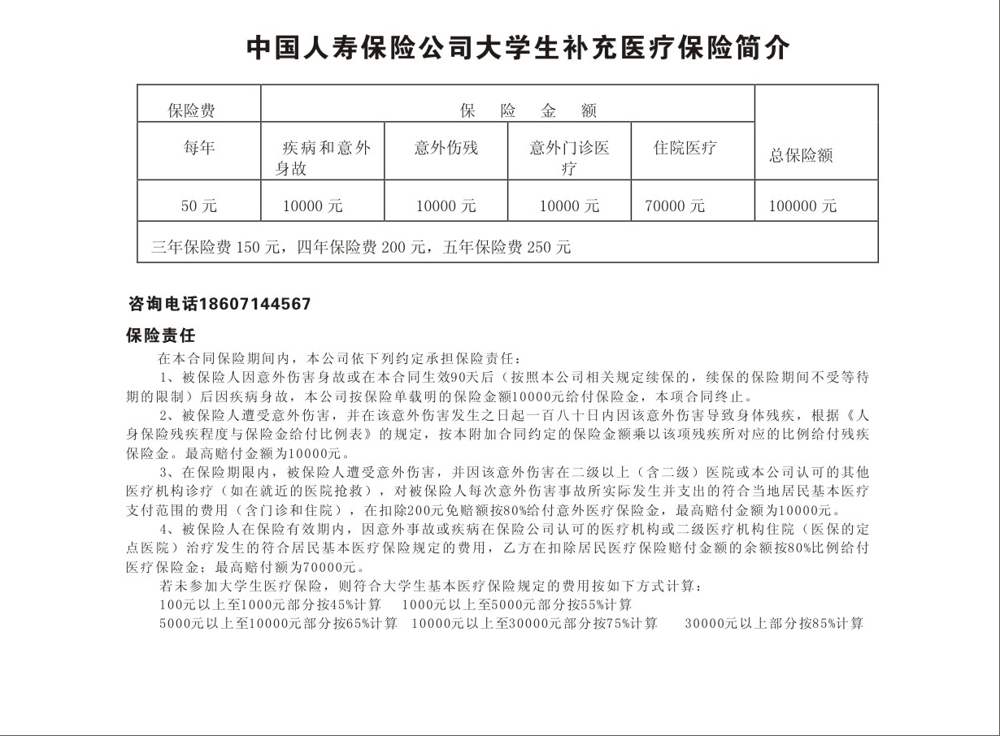 中国人寿保险公司大学生补充医疗保险简介
保险费 保 险 金 额
每年 疾病和意外身故 意外伤残 意外门诊医疗 住院医疗 总保险额
50 元 10000 元 10000 元 10000 元 70000 元 100000 元
三年保险费 150 元，四年保险费 200 元，五年保险费 250 元
咨询电话18607144567
保险责任
在本合同保险期间内，本公司依下列约定承担保险责任：
1、被保险人因意外伤害身故或在本合同生效90天后（按照本公司相关规定续保的，续保的保险期间不受等待
期的限制）后因疾病身故，本公司按保险单载明的保险金额10000元给付保险金，本项合同终止。
2、被保险人遭受意外伤害，并在该意外伤害发生之日起一百八十日内因该意外伤害导致身体残疾，根据《人
身保险残疾程度与保险金给付比例表》的规定，按本附加合同约定的保险金额乘以该项残疾所对应的比例给付残疾
保险金。最高赔付金额为10000元。
3、在保险期限内，被保险人遭受意外伤害，并因该意外伤害在二级以上（含二级）医院或本公司认可的其他
医疗机构诊疗（如在就近的医院抢救），对被保险人每次意外伤害事故所实际发生并支出的符合当地居民基本医疗
支付范围的费用（含门诊和住院），在扣除200元免赔额按80%给付意外医疗保险金，最高赔付金额为10000元。
4、被保险人在保险有效期内，因意外事故或疾病在保险公司认可的医疗机构或二级医疗机构住院（医保的定
点医院）治疗发生的符合居民基本医疗保险规定的费用，乙方在扣除居民医疗保险赔付金额的余额按80%比例给付
医疗保险金；最高赔付额为70000元。
若未参加大学生医疗保险，则符合大学生基本医疗保险规定的费用按如下方式计算：
100元以上至1000元部分按45%计算 1000元以上至5000元部分按55%计算
5000元以上至10000元部分按65%计算 10000元以上至30000元部分按75%计算 30000元以上部分按85%计算